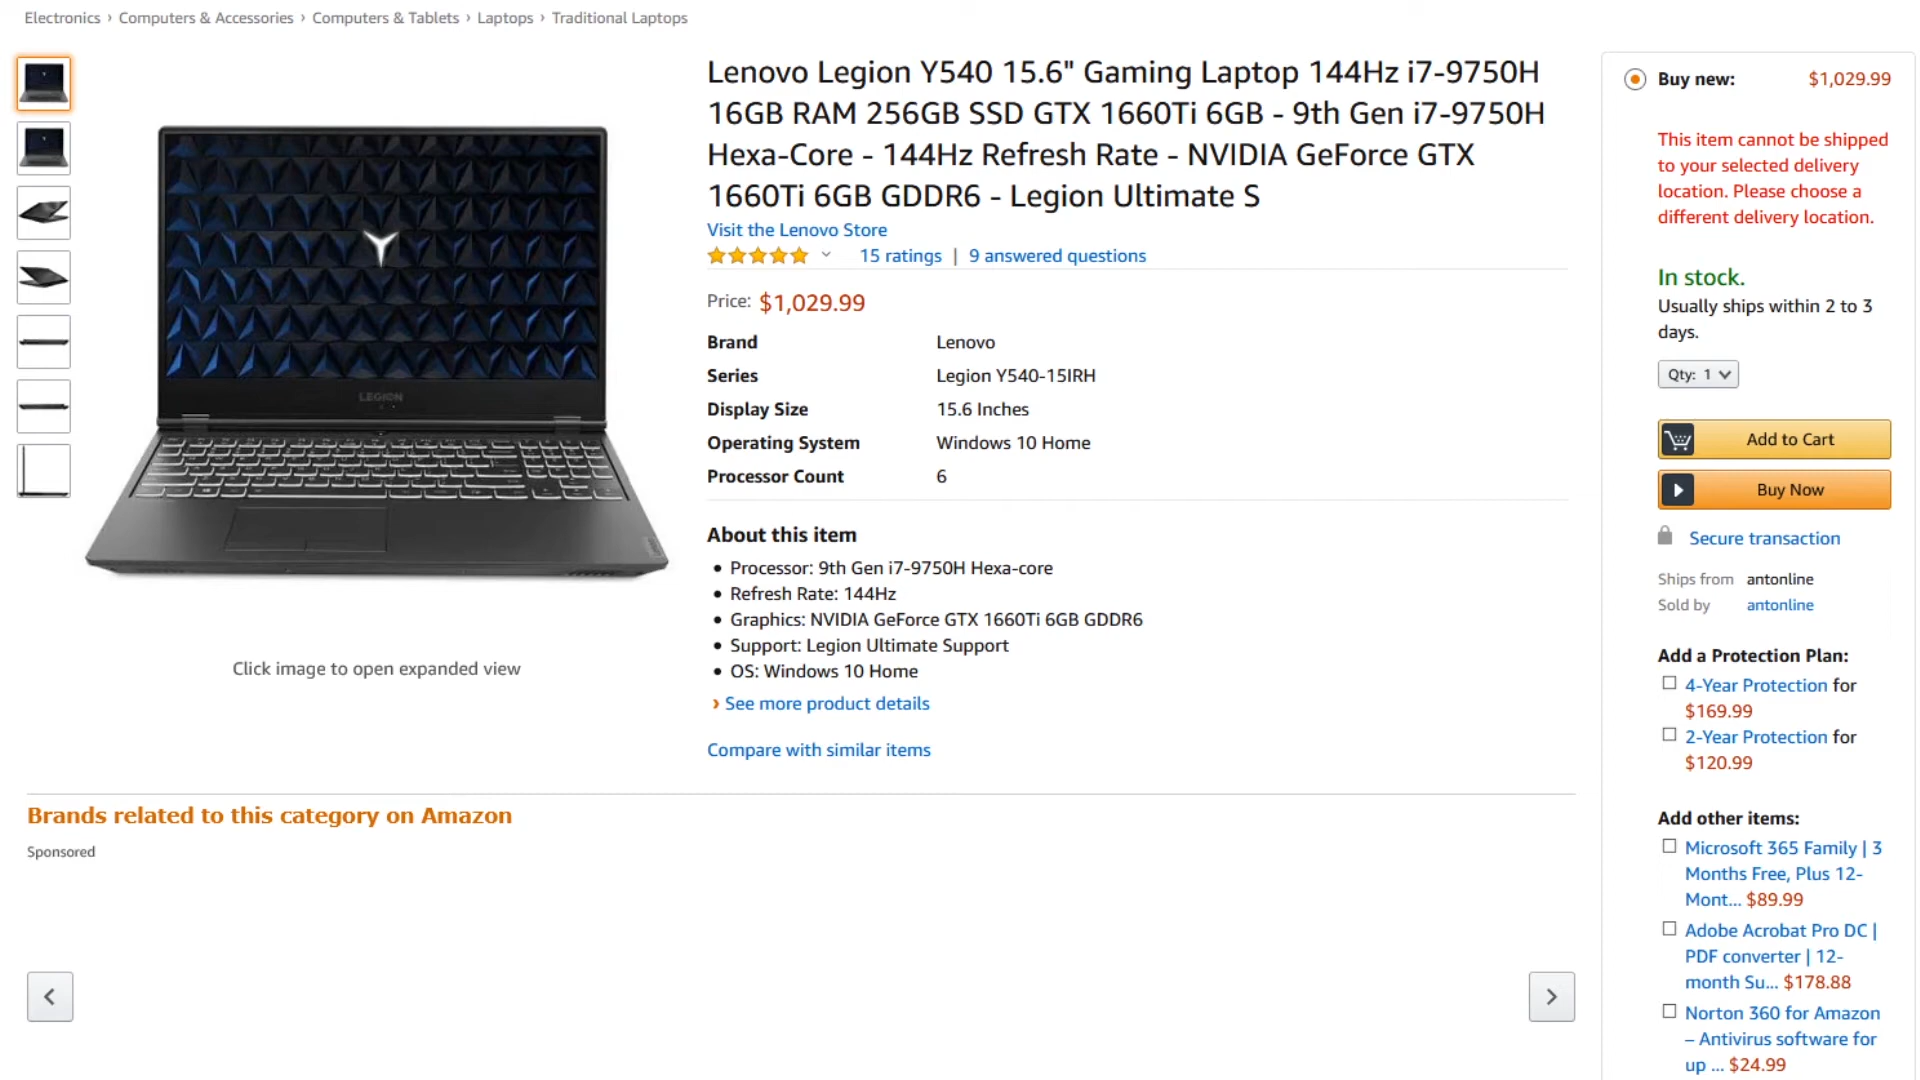 Electronics › Computers & Accessories › Computers & Tablets › Laptops › Traditional Laptops
LEGION
Click image to open expanded view
Lenovo Legion Y540 15.6" Gaming Laptop 144Hz i7-9750H
16GB RAM 256GB SSD GTX 1660Ti 6GB - 9th Gen i7-9750H
Hexa-Core - 144Hz Refresh Rate - NVIDIA GeForce GTX
1660Ti 6GB GDDR6 - Legion Ultimate S
Visit the Lenovo Store
15 ratings | 9 answered questions
Price: $1,029.99
Brand Lenovo
Series Legion Y540-15IRH
Display Size 15.6 Inches
Operating System Windows 10 Home
Processor Count 6
About this item
• Processor: 9th Gen i7-9750H Hexa-core
• Refresh Rate: 144Hz
• Graphics: NVIDIA GeForce GTX 1660Ti 6GB GDDR6
• Support: Legion Ultimate Support
• OS: Windows 10 Home
› See more product details
Compare with similar items
Brands related to this category on Amazon
Sponsored
Buy new: $1,029.99
This item cannot be shipped
to your selected delivery
location. Please choose a
different delivery location.
In stock.
Usually ships within 2 to 3
days.
Qty: 1
Add to Cart
Buy Now
Secure transaction
Ships from antonline
Sold by antonline
Add a Protection Plan:
4-Year Protection for
$169.99
2-Year Protection for
$120.99
Add other items:
Microsoft 365 Family | 3
Months Free, Plus 12-
Mont... $89.99
Adobe Acrobat Pro DC |
PDF converter | 12-
month Su... $178.88
Norton 360 for Amazon
– Antivirus software for
up ... $24.99